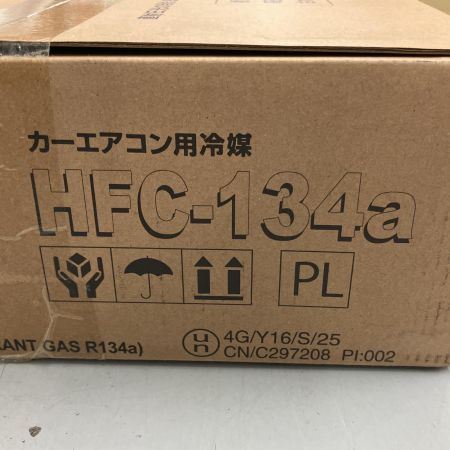 カーエアコン用冷媒
HFC-134a
PL
ANT GAS R134a)
un
4G/Y16/S/25
CN/C297208 PI:002